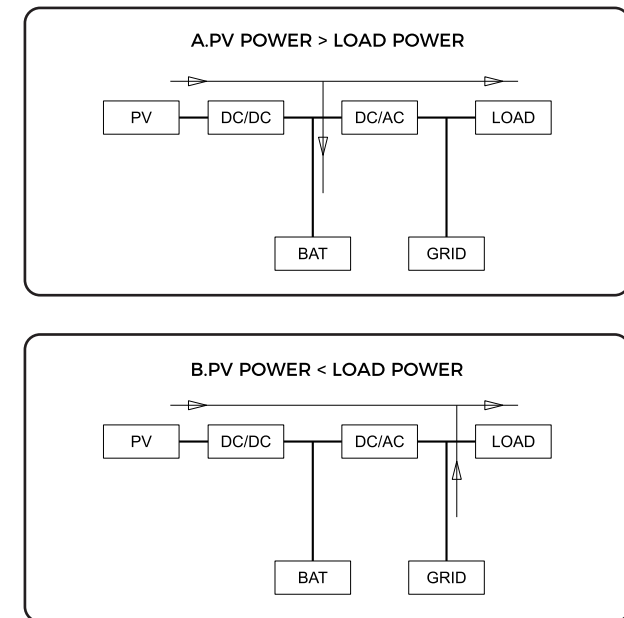 A.PV POWER > LOAD POWER
PV DC/DC DC/AC LOAD
BAT GRID
B.PV POWER < LOAD POWER
PV DC/DC DC/AC LOAD
BAT GRID